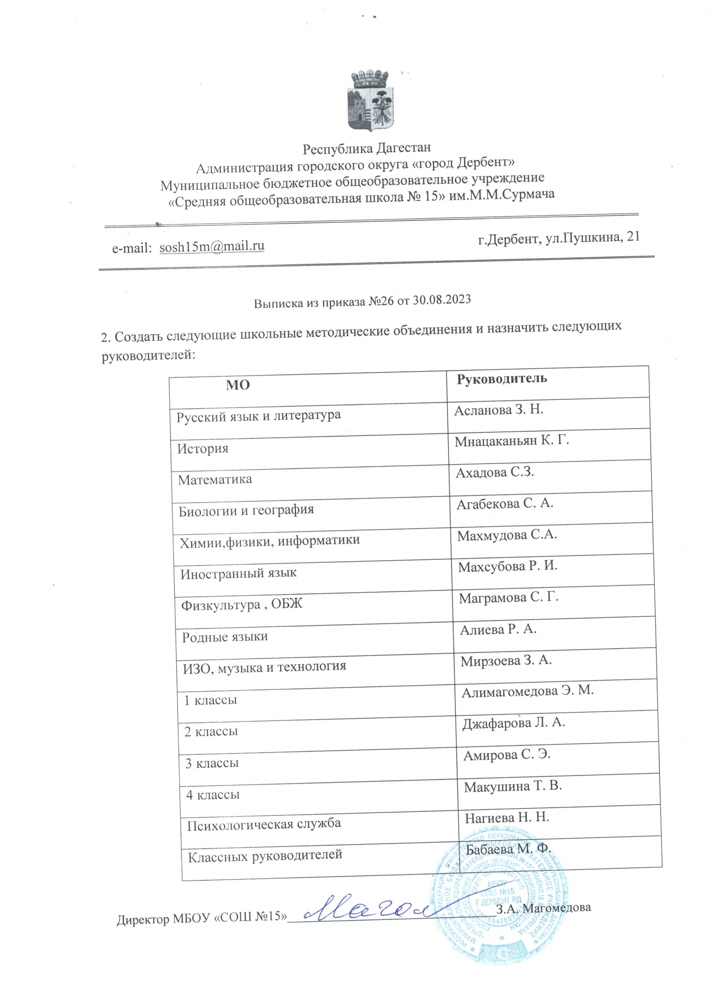 Республика Дагестан
Администрация городского округа «город Дербент»
Муниципальное бюджетное общеобразовательное учреждение
«Средняя общеобразовательная школа № 15» им.М.М.Сурмача
e-mail: sosh15m@mail.ru г.Дербент, ул.Пушкина, 21
Выписка из приказа №26 от 30.08.2023
2. Создать следующие школьные методические объединения и назначить следующих
руководителей:
МО Руководитель
Русский язык и литература Асланова З. Н.
История Мнацаканьян К. Г.
Математика Ахадова С.З.
Биологии и география Агабекова С. А.
Химии,физики, информатики Махмудова С.А.
Иностранный язык Махсубова Р. И.
Физкультура , ОБЖ Маграмова С. Г.
Родные языки Алиева Р. А.
ИЗО, музыка и технология Мирзоева З. А.
1 классы Алимагомедова Э. М.
2 классы Джафарова Л. А.
3 классы Амирова С. Э.
4 классы Макушина Т. В.
Психологическая служба Нагиева Н. Н.
Классных руководителей Бабаева М. Ф.
Директор МБОУ «СОШ №15» З.А. Магомедова
МБОУ
СОШ №15
Г.ДЕРБЕНТ РД